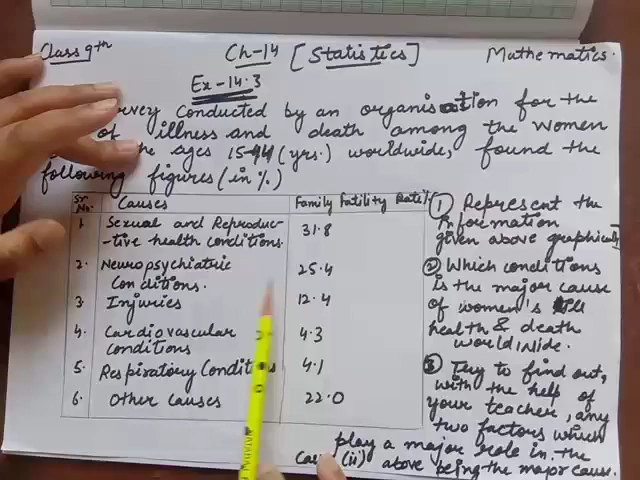 Class 9th Ch-14 [Statistics] Mathematics.
Ex-14.3
urvey conducted by an organisation for the
of illness and death among the women
the ages 15-44 (yrs.) worldwide, found the
following figures (in %)
Sr. No. Causes Family Fatility Rate%
1. Sexual and Reproduc-
-tive health conditions. 31.8
2. Neuropsychiatric
Conditions. 25.4
3. Injuries 12.4
4. Cardiovascular
conditions 4.3
5. Respiratory Conditions 4.1
6. Other causes 22.0
① Represent the
information
given above graphically
② Which conditions
is the major cause
of women's
health & death
worldwide.
③ Try to find out,
with the help of
your teacher, any
two factors which
play a major role in the
(ii) above being the major cause.